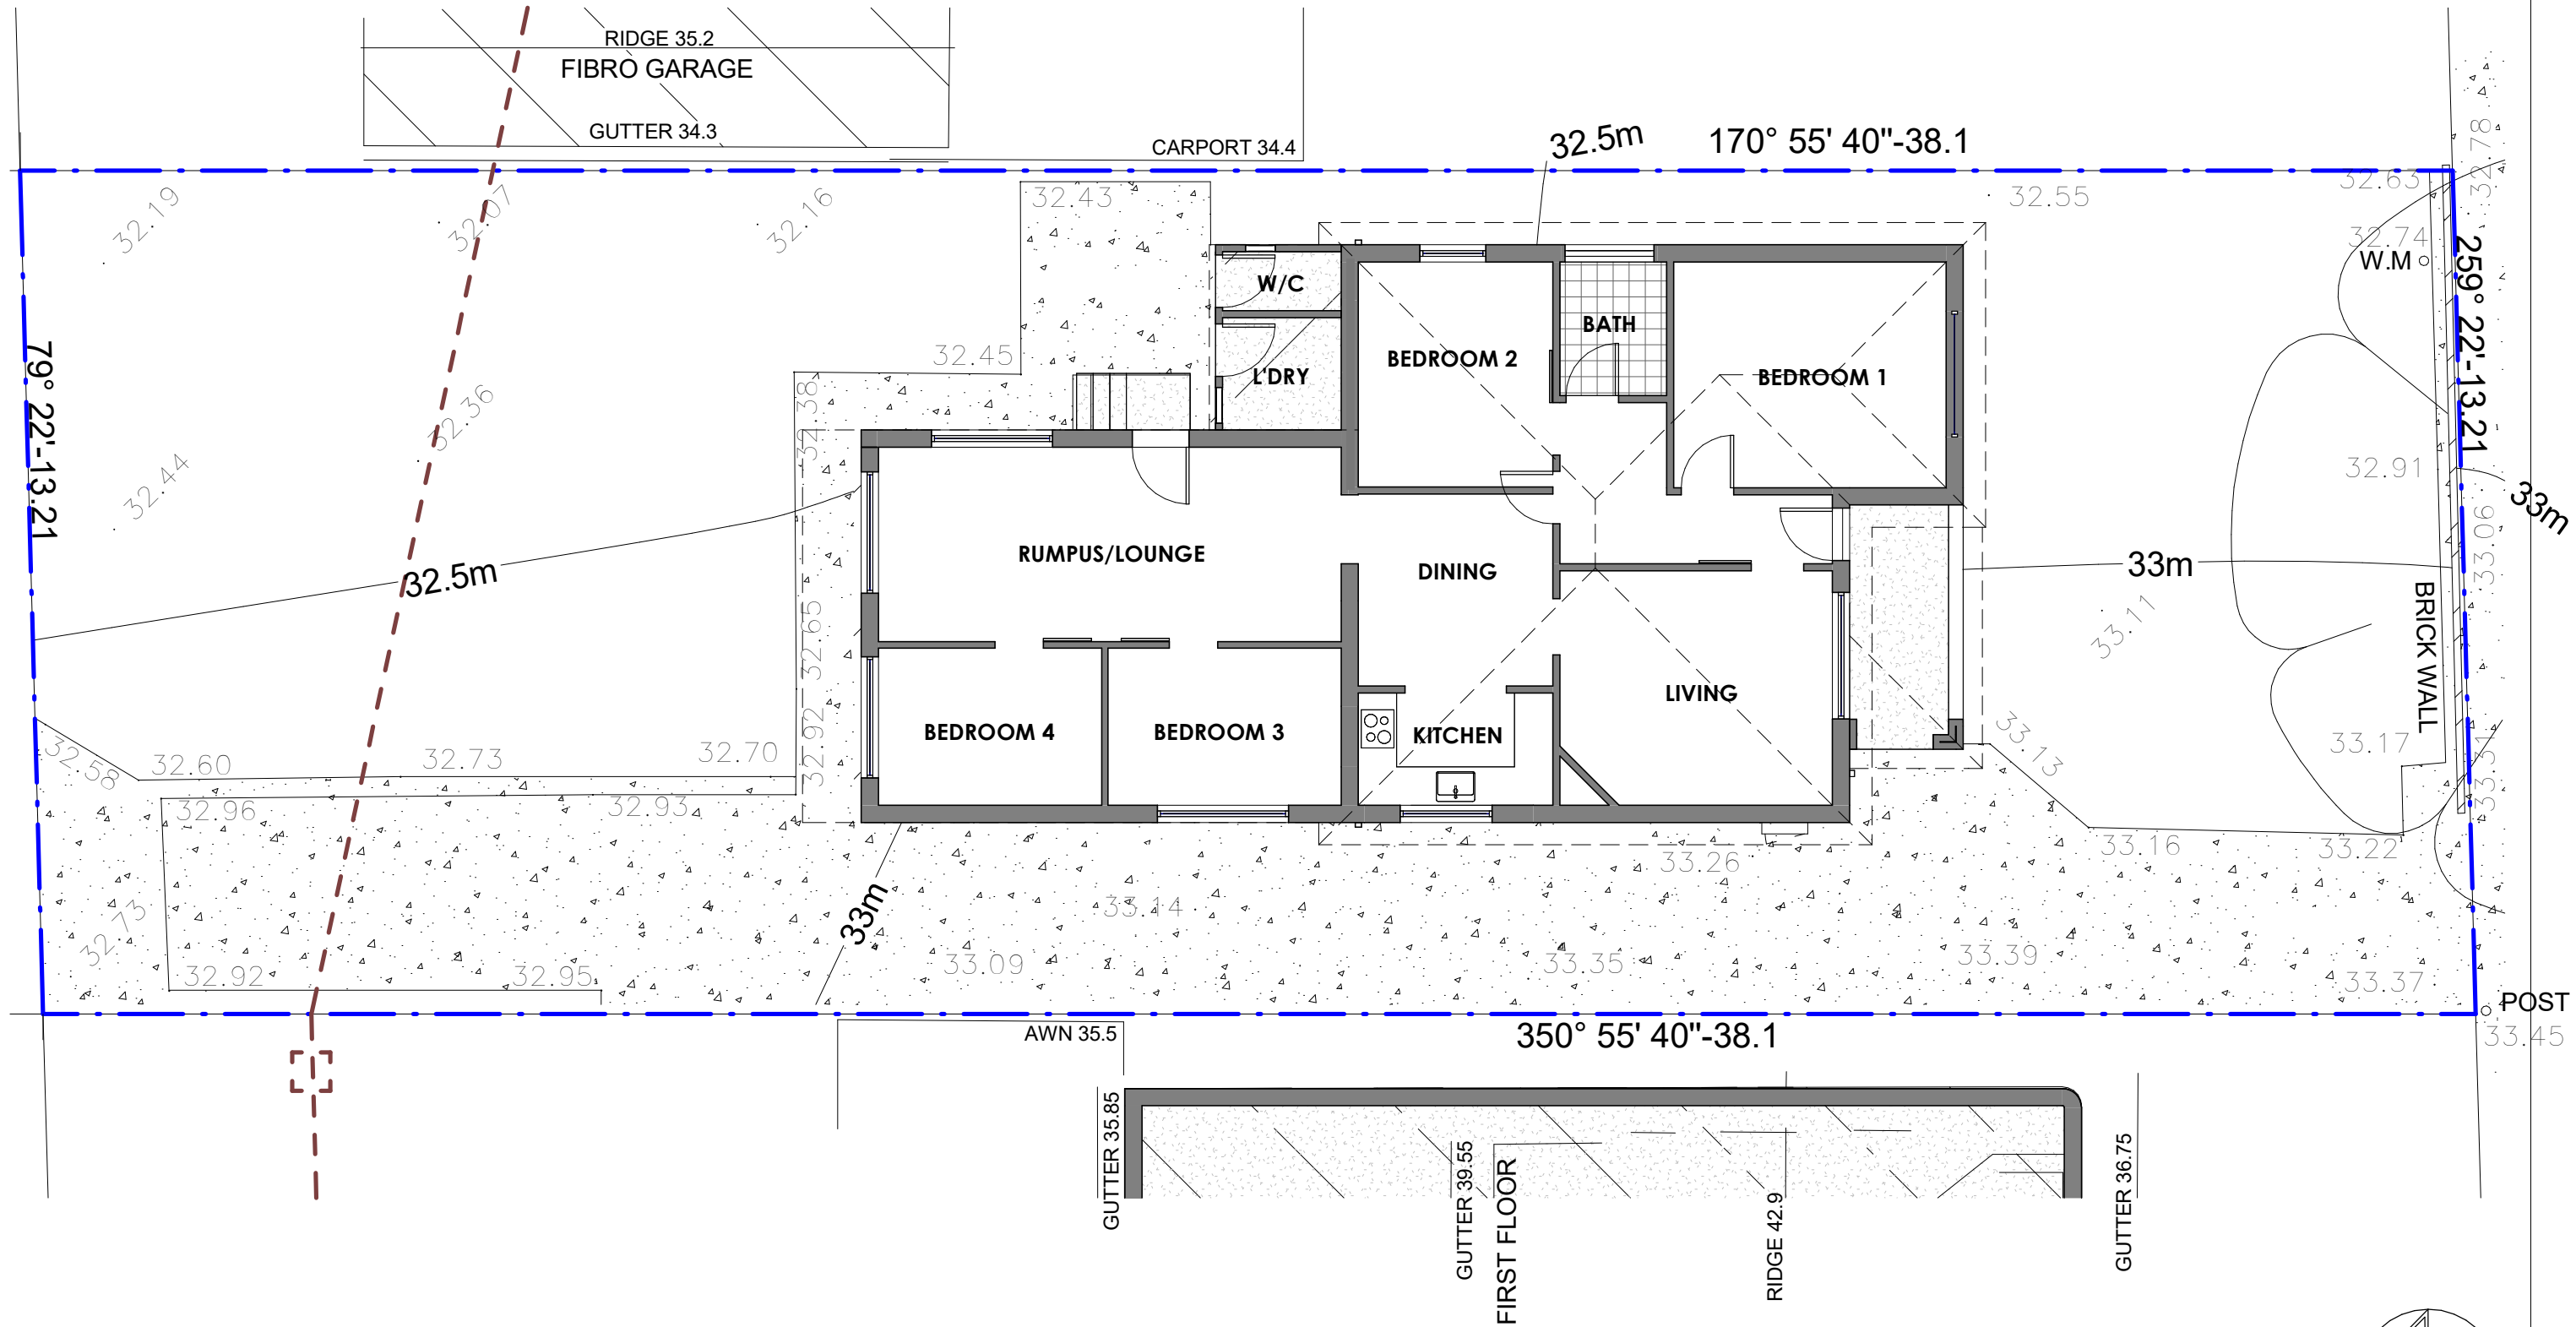 RIDGE 35.2
FIBRO GARAGE
GUTTER 34.3
CARPORT 34.4
32.5m
170° 55' 40"-38.1
32.78
32.19
32.07
32.16
32.43
32.55
32.63
32.74
W.M
259° 22'-13.21
W/C
BATH
BEDROOM 2
BEDROOM 1
L'DRY
32.45
32.38
79° 22'-13.21
32.36
32.44
32.91
33m
33.06
RUMPUS/LOUNGE
DINING
32.5m
33m
33.11
BRICK WALL
32.65
LIVING
BEDROOM 4
BEDROOM 3
KITCHEN
32.92
33.13
33.17
33.31
32.58
32.60
32.73
32.70
32.96
32.93
33.26
33.16
33.22
32.73
33m
33.14
32.92
32.95
33.09
33.35
33.39
33.37
POST
33.45
AWN 35.5
350° 55' 40"-38.1
GUTTER 35.85
GUTTER 39.55
FIRST FLOOR
RIDGE 42.9
GUTTER 36.75